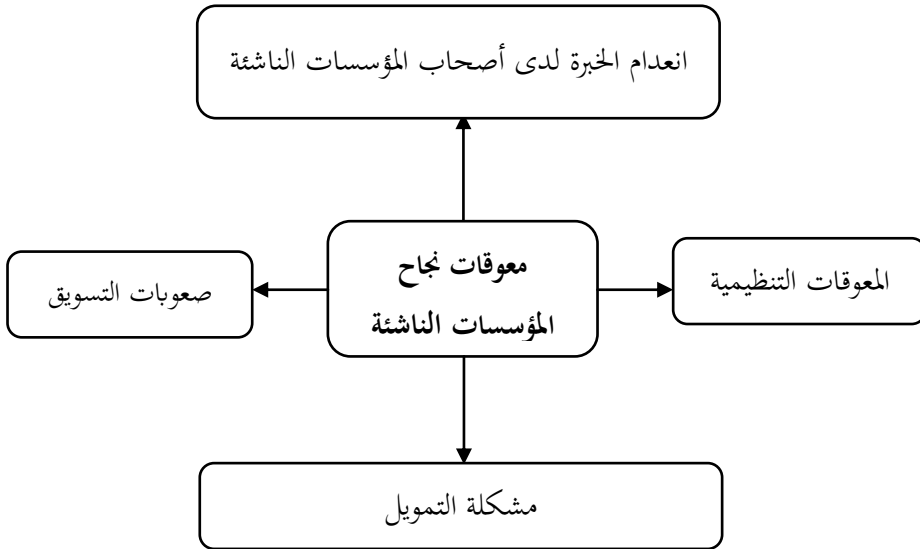 انعدام الخبرة لدى أصحاب المؤسسات الناشئة
المعوقات التنظيمية
معوقات نجاح
المؤسسات الناشئة
صعوبات التسويق
مشكلة التمويل